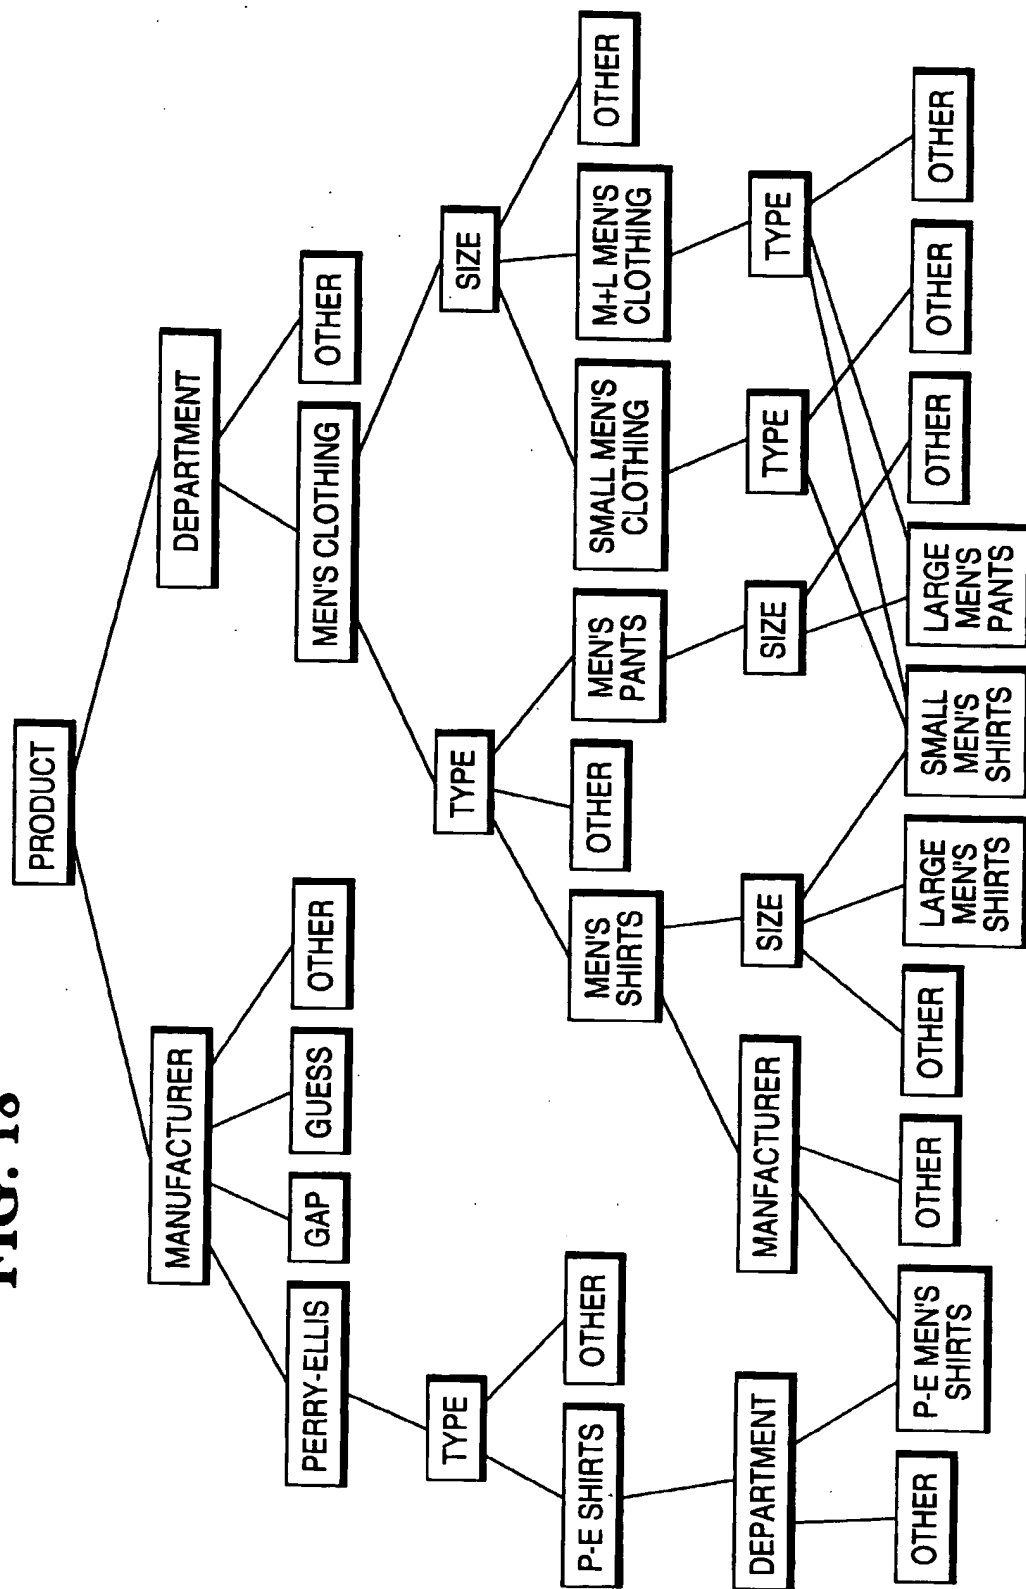 FIG. 18
PRODUCT
MANUFACTURER
DEPARTMENT
PERRY-ELLIS
GAP
GUESS
OTHER
MEN'S CLOTHING
OTHER
TYPE
TYPE
SIZE
P-E SHIRTS
OTHER
MEN'S
SHIRTS
OTHER
MEN'S
PANTS
SMALL MEN'S
CLOTHING
M+L MEN'S
CLOTHING
OTHER
DEPARTMENT
MANFACTURER
SIZE
SIZE
TYPE
TYPE
OTHER
P-E MEN'S
SHIRTS
OTHER
OTHER
LARGE
MEN'S
SHIRTS
SMALL
MEN'S
SHIRTS
LARGE
MEN'S
PANTS
OTHER
OTHER
OTHER